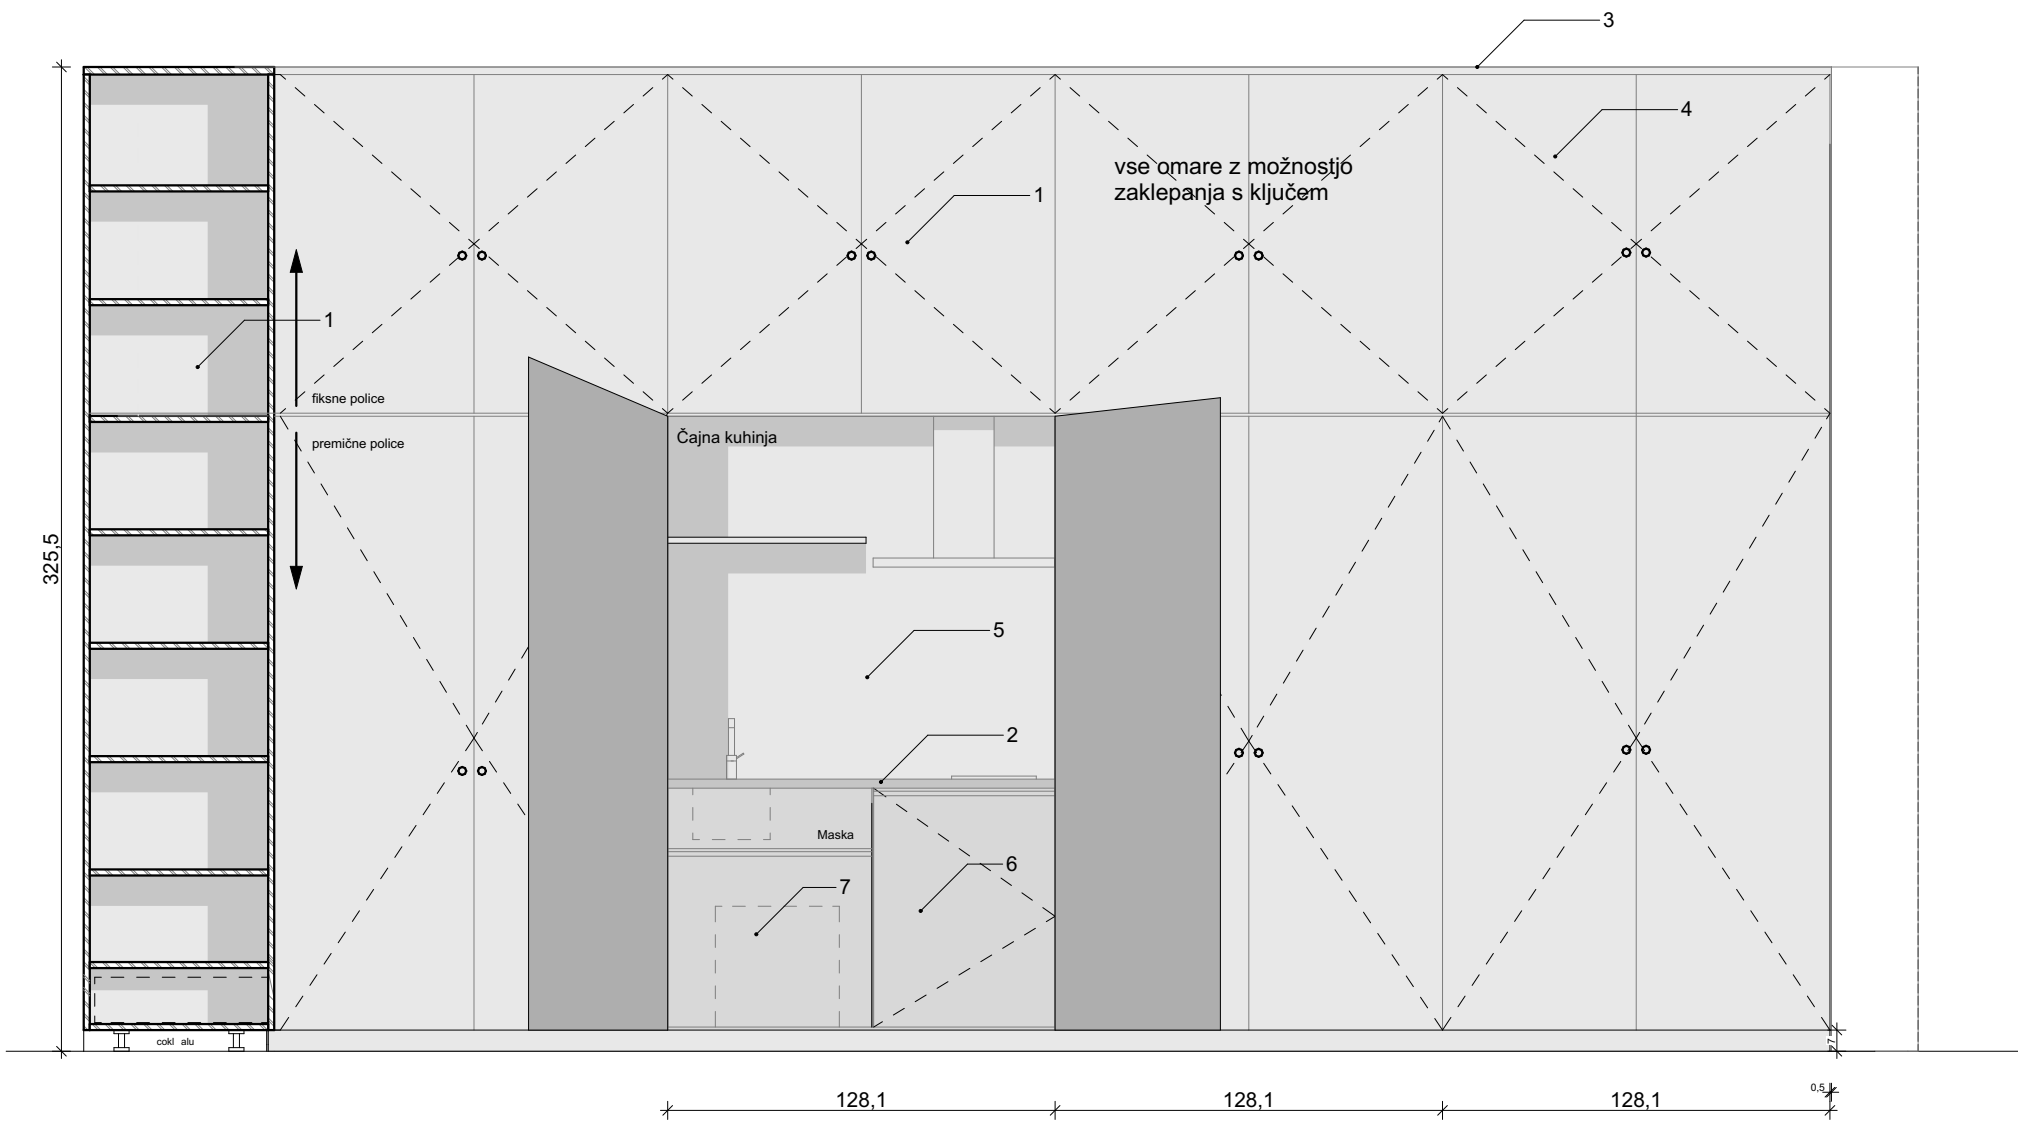 3
4
vse omare z možnostjo
zaklepanja s ključem
1
1
fiksne police
premične police
Čajna kuhinja
325,5
5
2
Maska
6
7
cokl alu
7
0,5
128,1
128,1
128,1